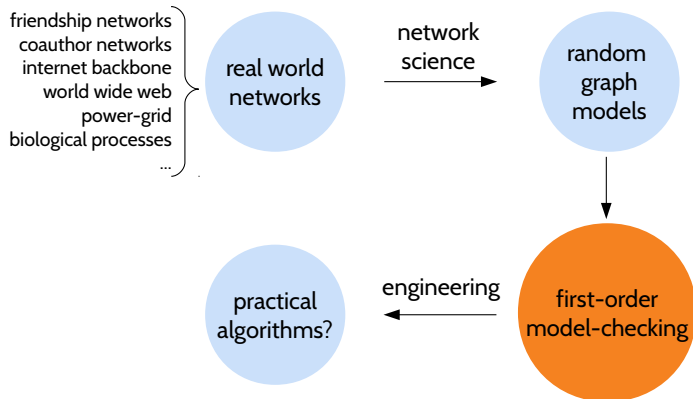 friendship networks
coauthor networks
internet backbone
world wide web
power-grid
biological processes
...
real world
networks
network
science
random
graph
models
practical
algorithms?
engineering
first-order
model-checking